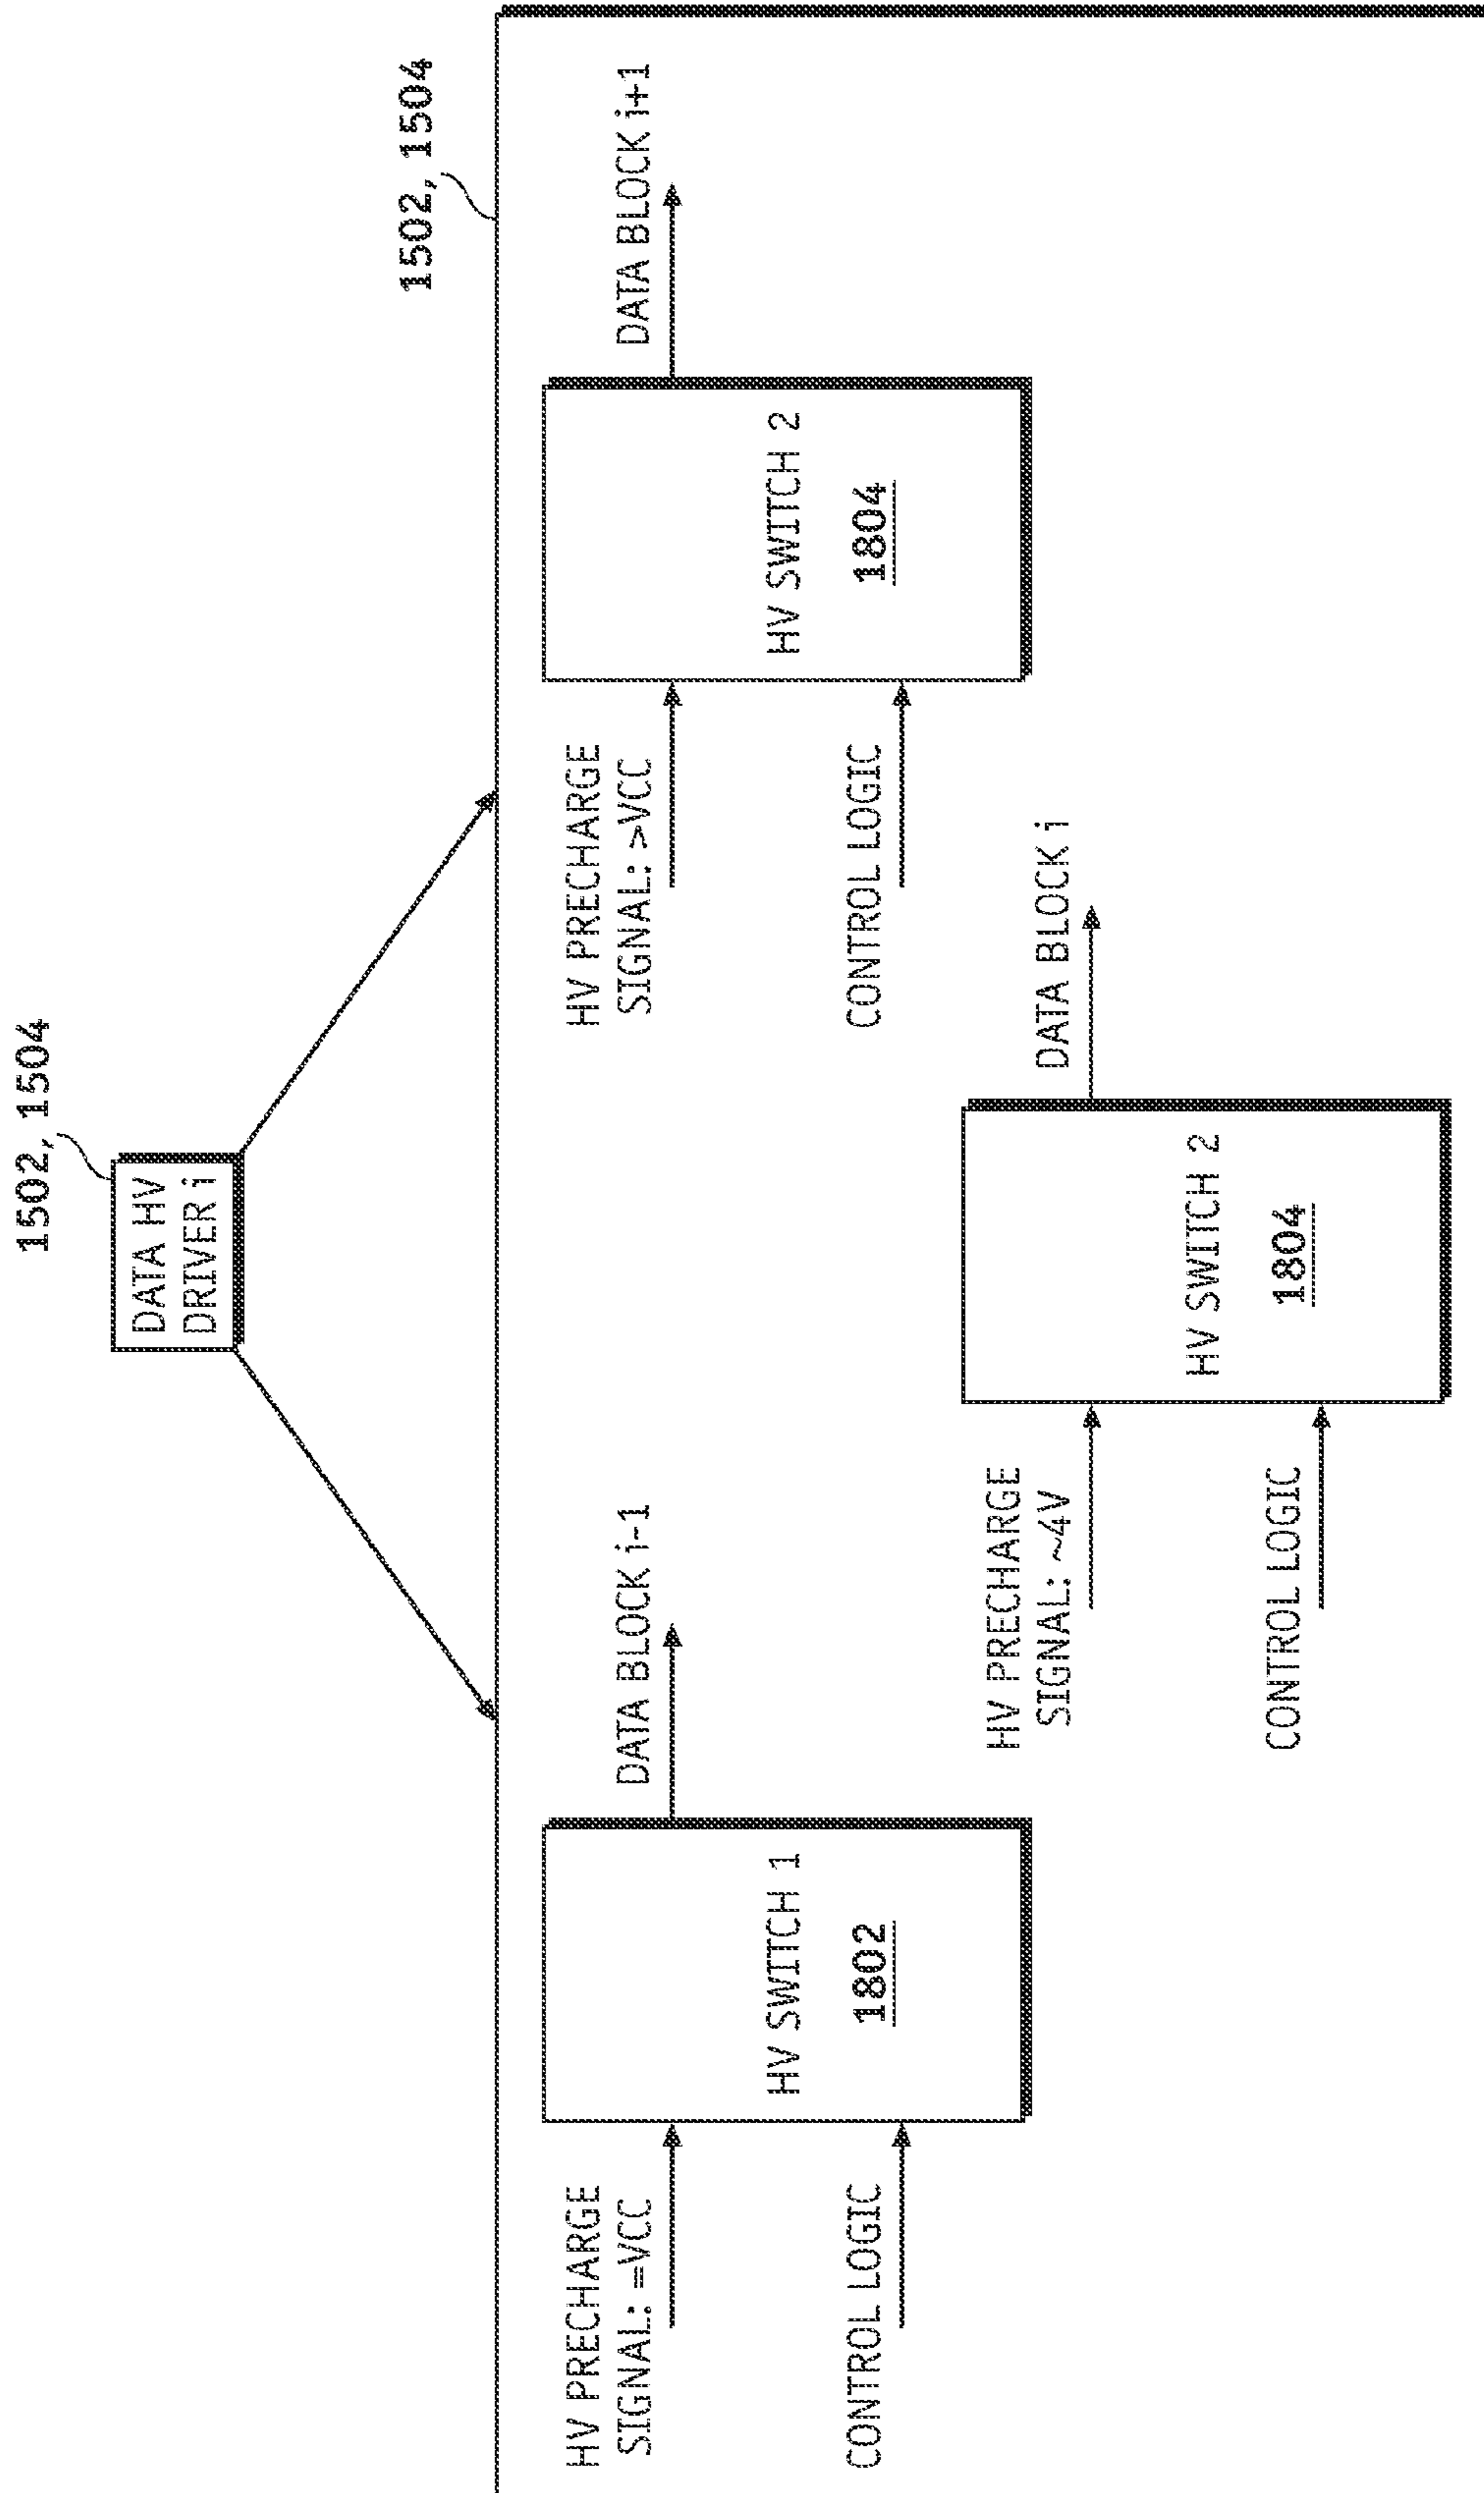 1502, 1504
DATA HV
DRIVER i
1502, 1504
HV PRECHARGE
SIGNAL: =VCC
CONTROL LOGIC
HV SWITCH 1
1802
DATA BLOCK i-1
HV PRECHARGE
SIGNAL: >VCC
CONTROL LOGIC
HV SWITCH 2
1804
DATA BLOCK i+1
HV PRECHARGE
SIGNAL: ~4V
CONTROL LOGIC
HV SWITCH 2
1804
DATA BLOCK i